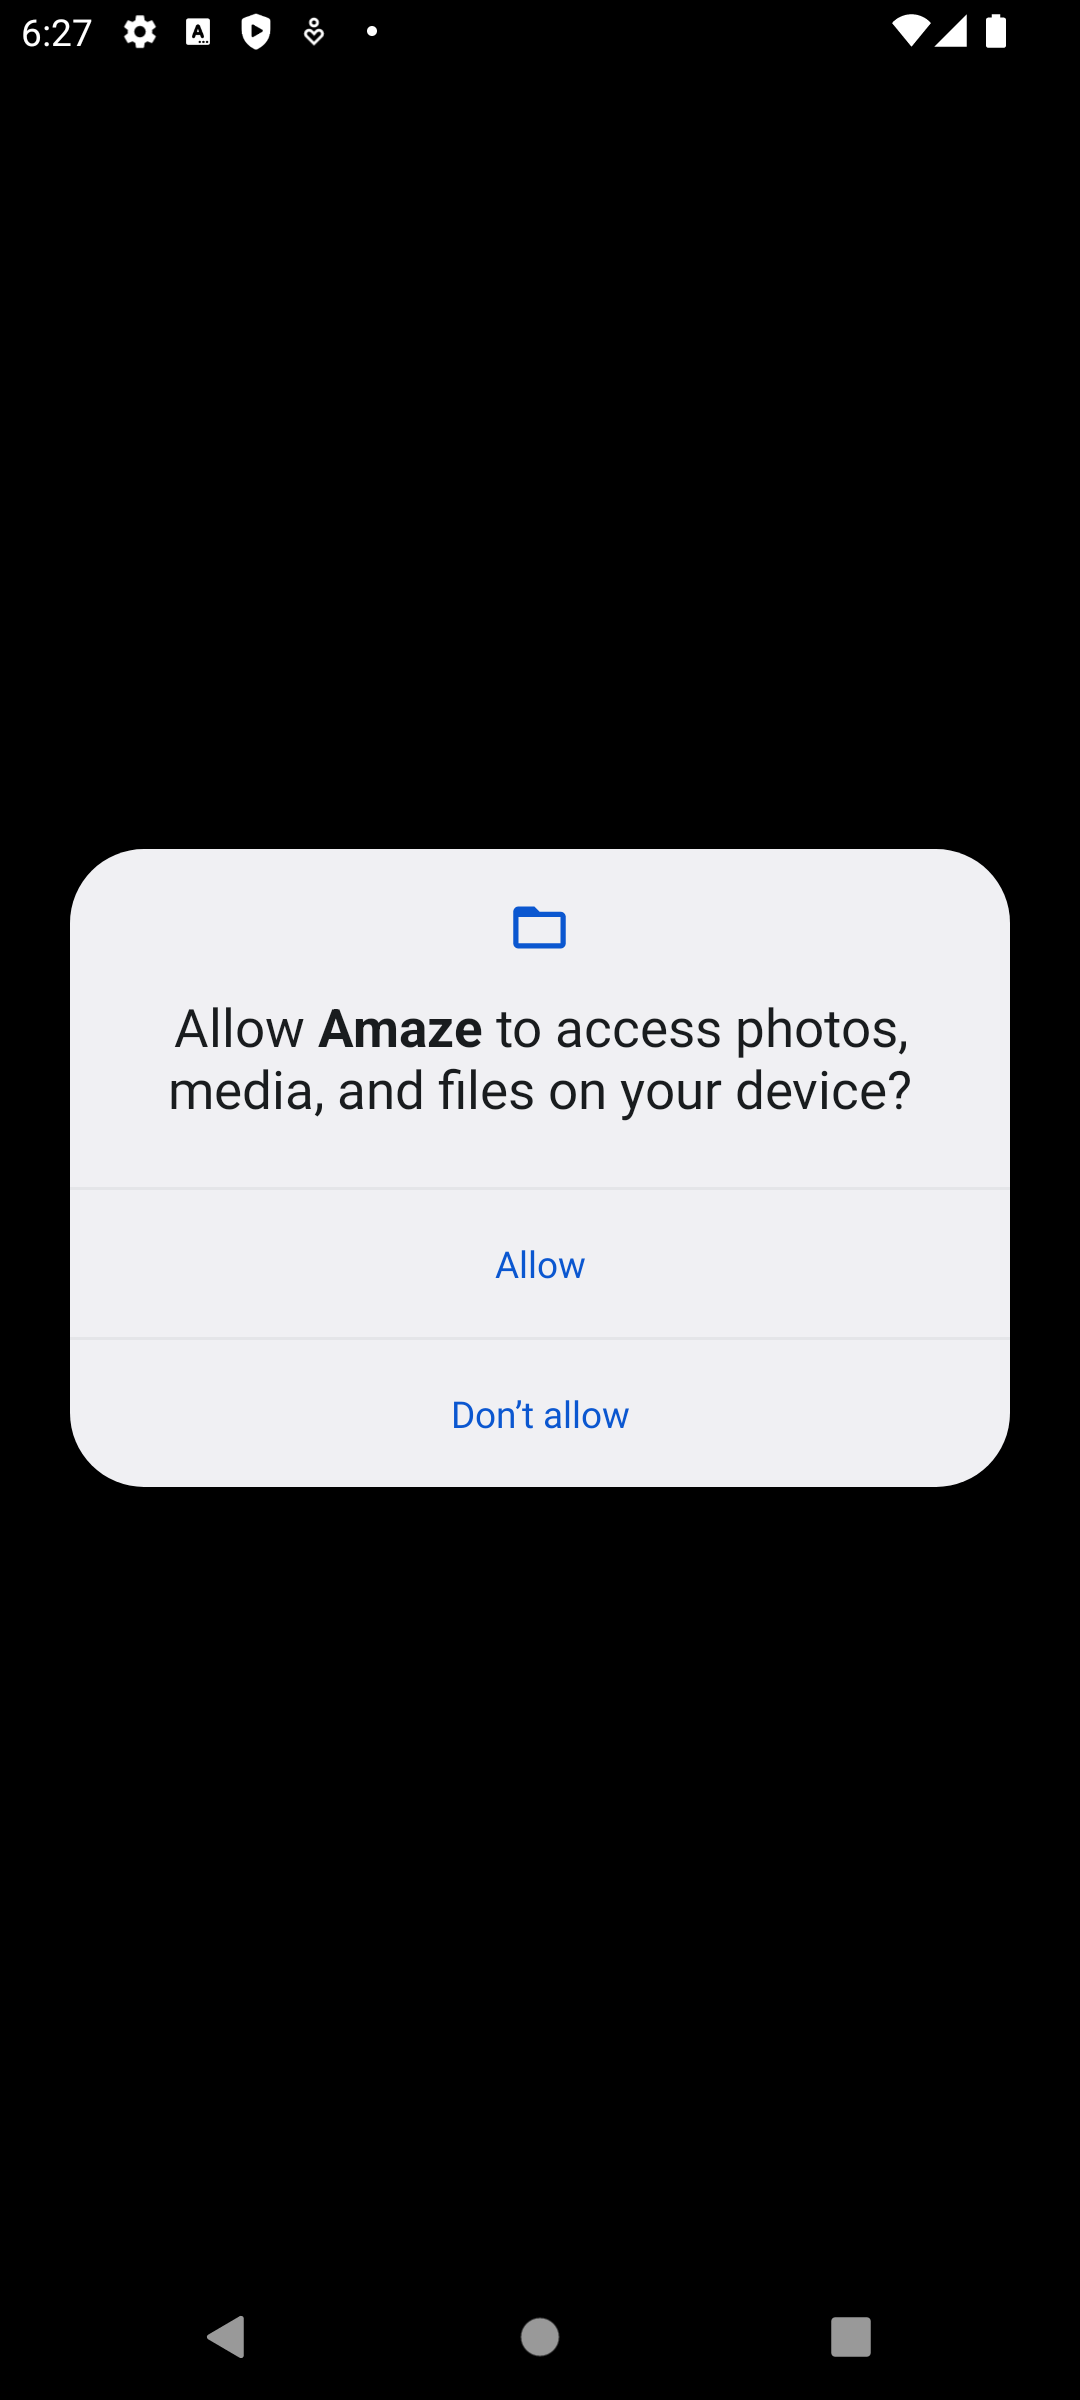 6:27
Allow Amaze to access photos,
media, and files on your device?
Allow
Don’t allow